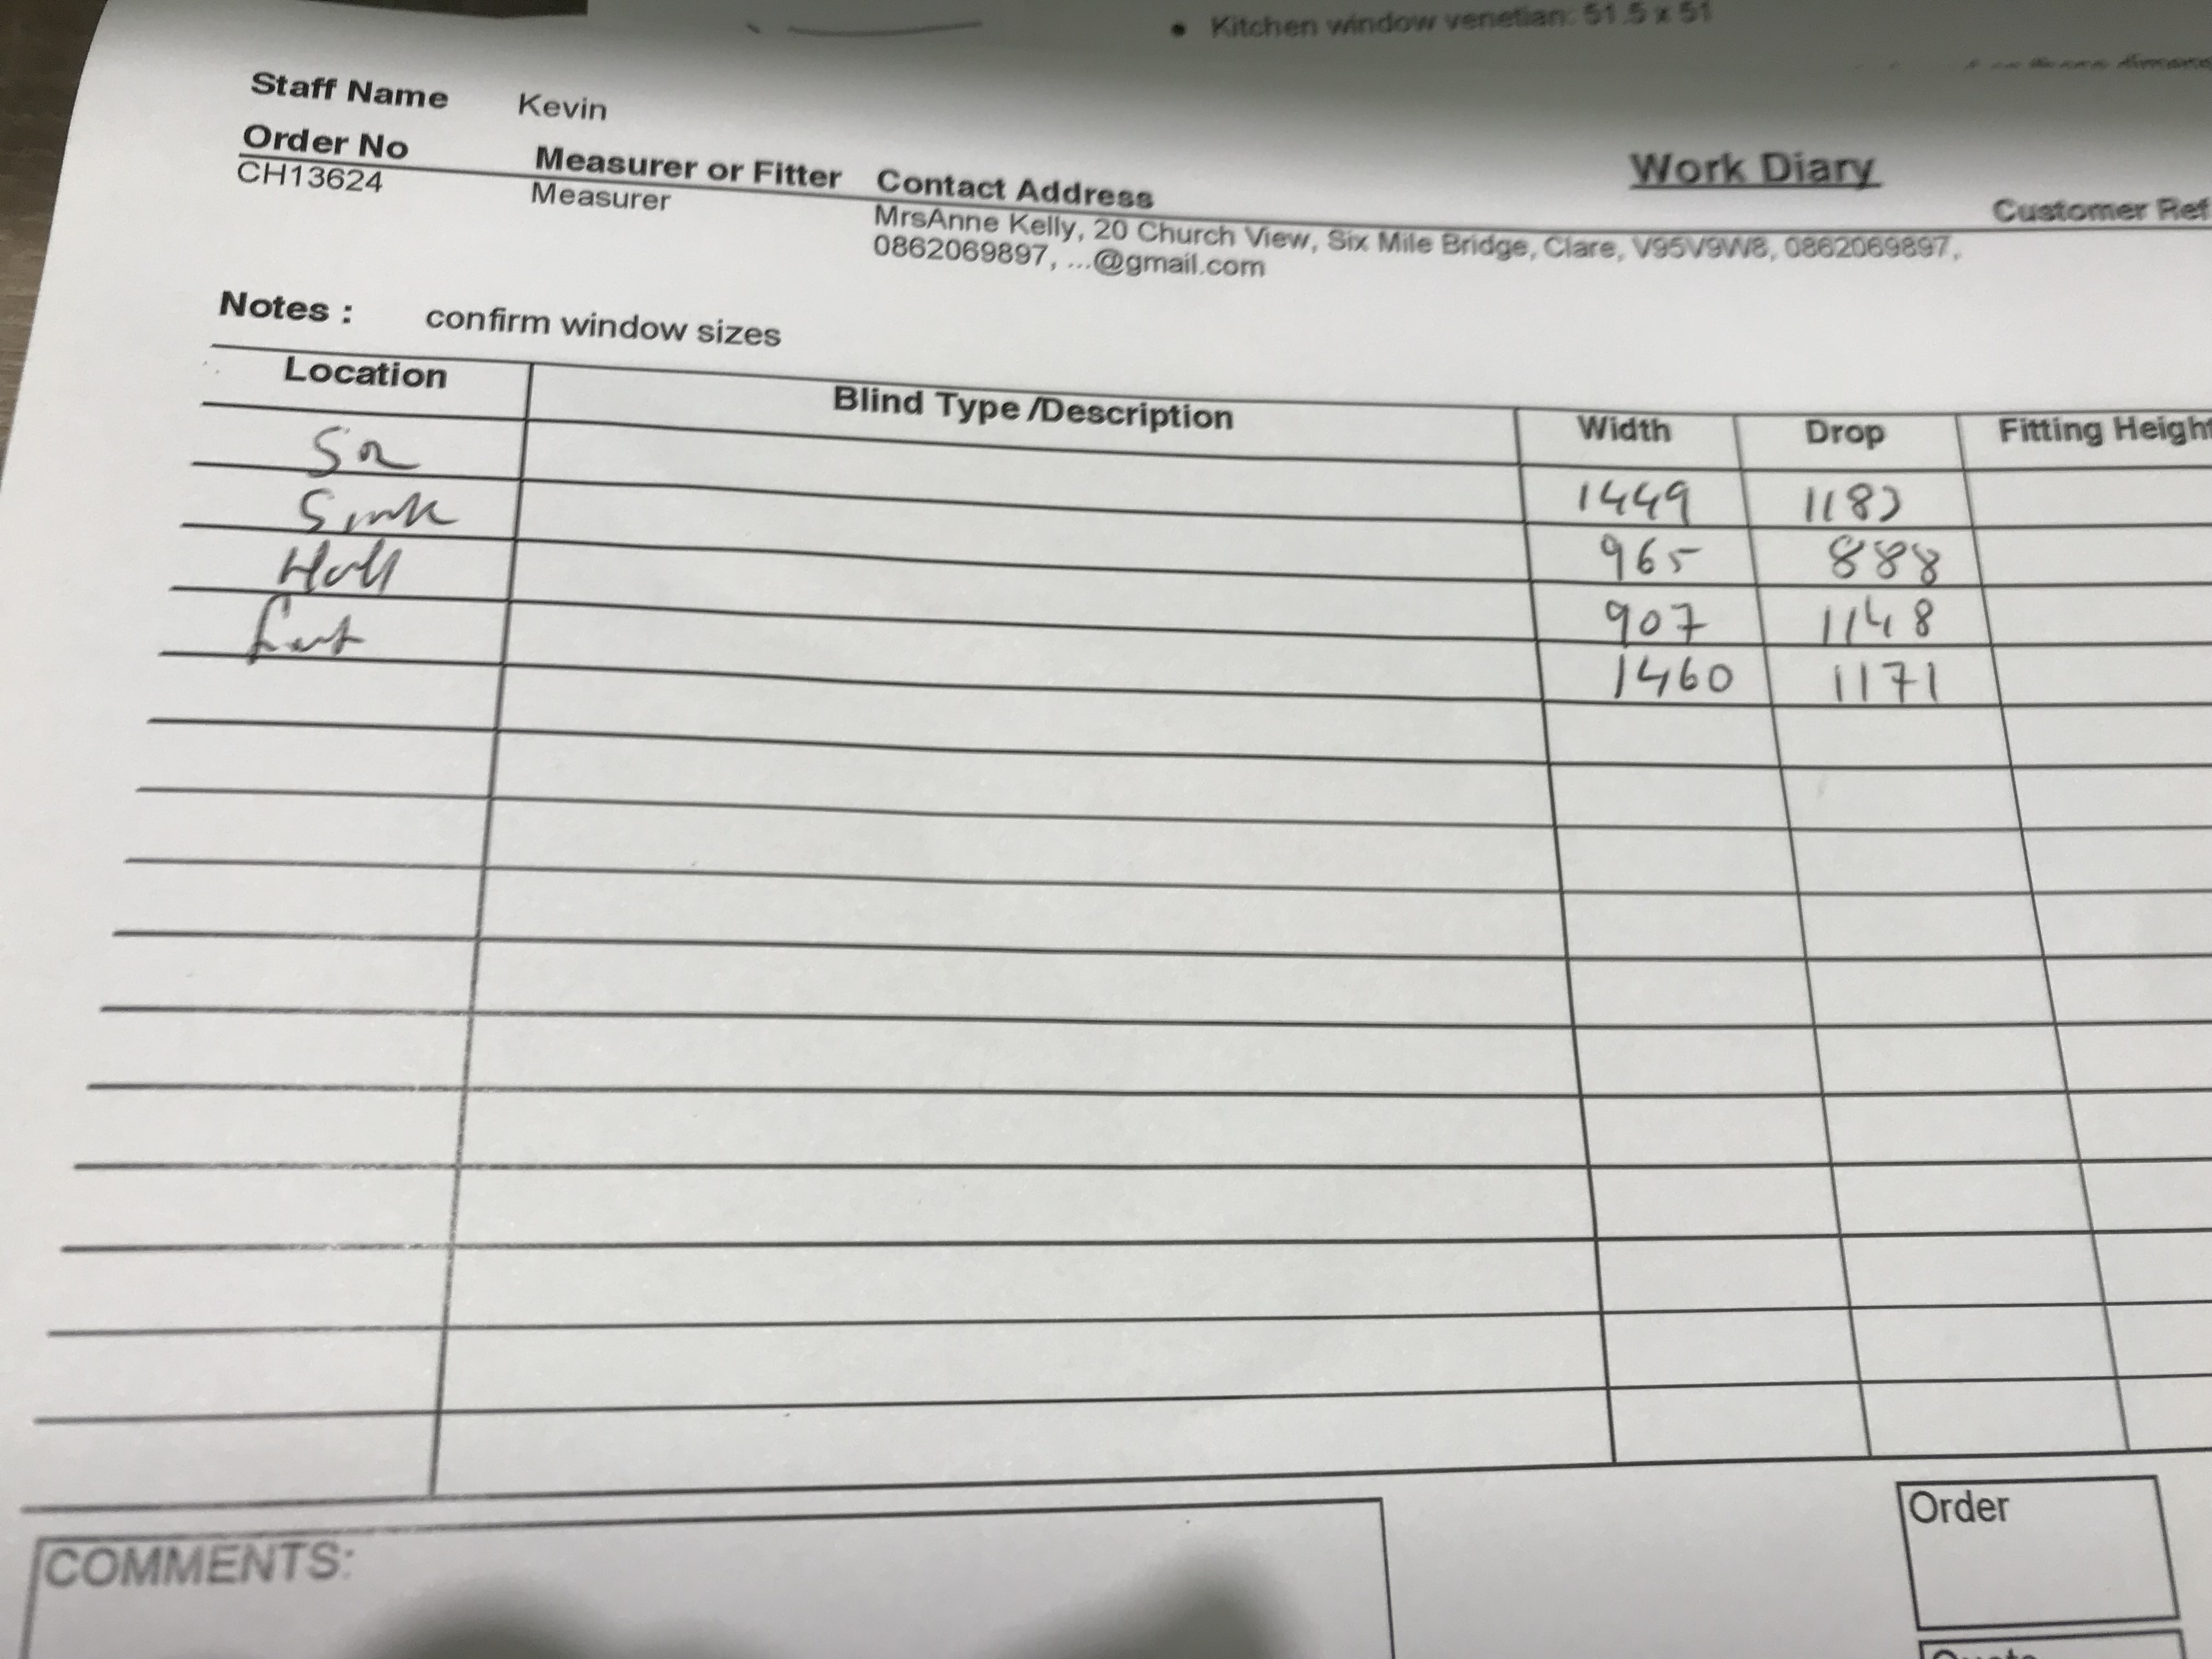 Kitchen window venetian: 51.5 x 51
Staff Name Kevin
Work Diary
Order No Measurer or Fitter Contact Address Customer Ref
CH13624 Measurer MrsAnne Kelly, 20 Church View, Six Mile Bridge, Clare, V95V9W8, 0862069897,
0862069897, ...@gmail.com
Notes : confirm window sizes
Location Blind Type /Description Width Drop Fitting Height
1449 1183
Sink 965 888
Hall 907 1148
1460 1171
Order
COMMENTS: